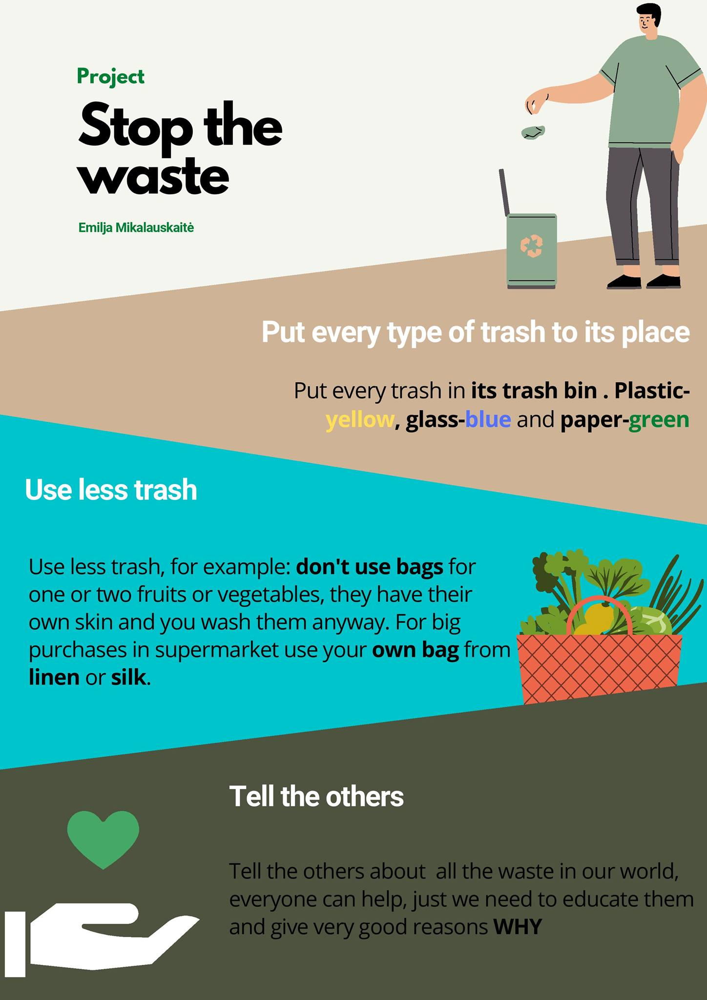 Project
Stop the
waste
Emilja Mikalauskaitė
Put every type of trash to its place
Put every trash in its trash bin . Plastic-
yellow, glass-blue and paper-green
Use less trash
Use less trash, for example: don't use bags for
one or two fruits or vegetables, they have their
own skin and you wash them anyway. For big
purchases in supermarket use your own bag from
linen or silk.
Tell the others
Tell the others about  all the waste in our world,
everyone can help, just we need to educate them
and give very good reasons WHY